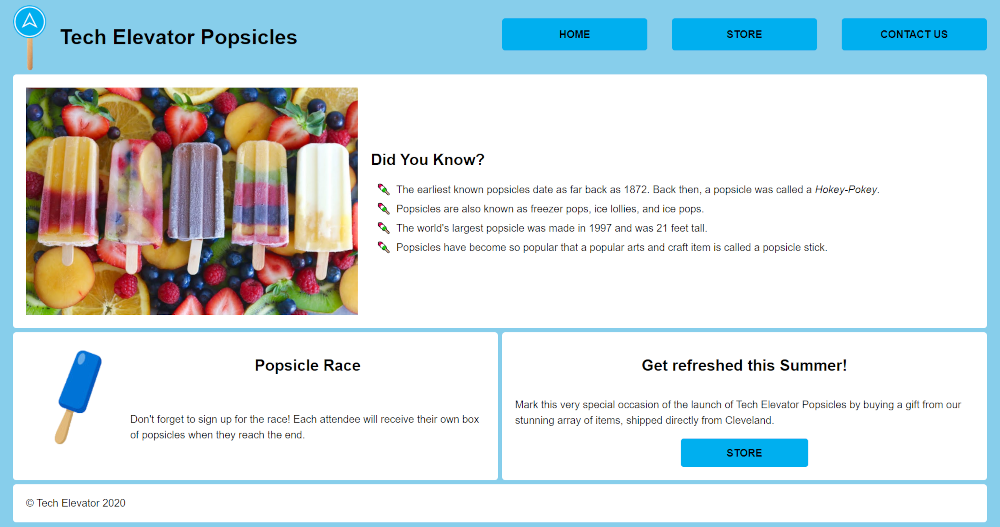 Tech Elevator Popsicles
HOME
STORE
CONTACT US
Did You Know?
The earliest known popsicles date as far back as 1872. Back then, a popsicle was called a Hokey-Pokey.
Popsicles are also known as freezer pops, ice lollies, and ice pops.
The world's largest popsicle was made in 1997 and was 21 feet tall.
Popsicles have become so popular that a popular arts and craft item is called a popsicle stick.
Popsicle Race
Don't forget to sign up for the race! Each attendee will receive their own box
of popsicles when they reach the end.
Get refreshed this Summer!
Mark this very special occasion of the launch of Tech Elevator Popsicles by buying a gift from our
stunning array of items, shipped directly from Cleveland.
STORE
© Tech Elevator 2020